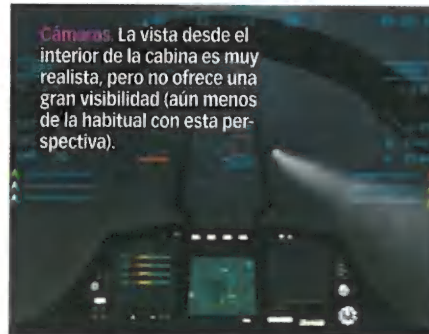 Cámaras. La vista desde el
interior de la cabina es muy
realista, pero no ofrece una
gran visibilidad (aún menos
de la habitual con esta per-
spectiva).